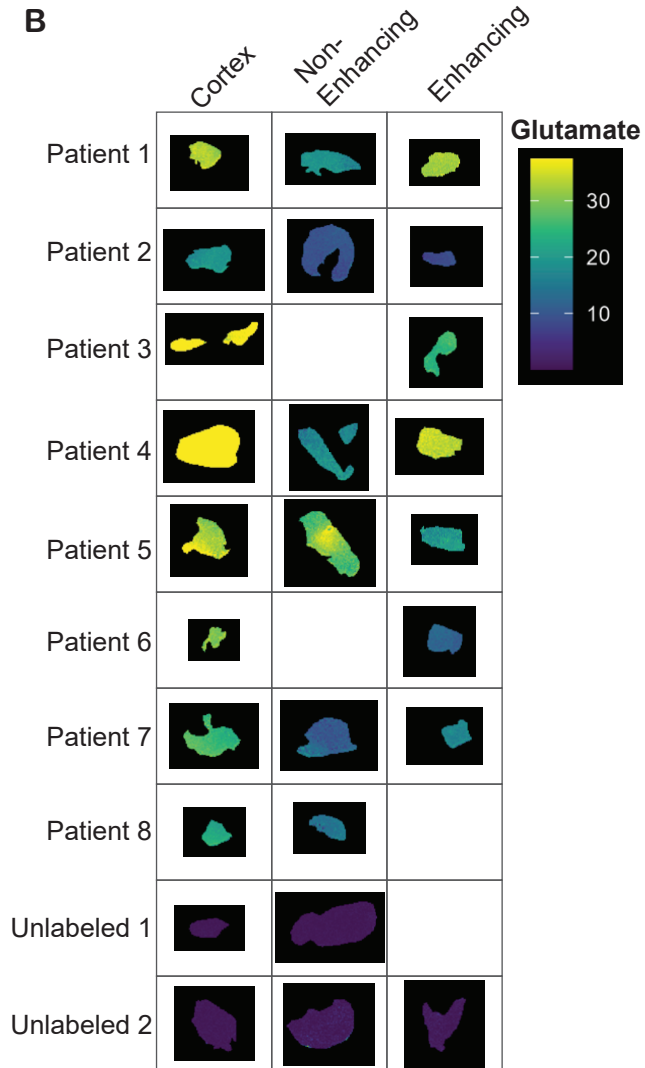 B
Cortex
Non-
Enhancing
Enhancing
Glutamate
30
20
10
Patient 1
Patient 2
Patient 3
Patient 4
Patient 5
Patient 6
Patient 7
Patient 8
Unlabeled 1
Unlabeled 2